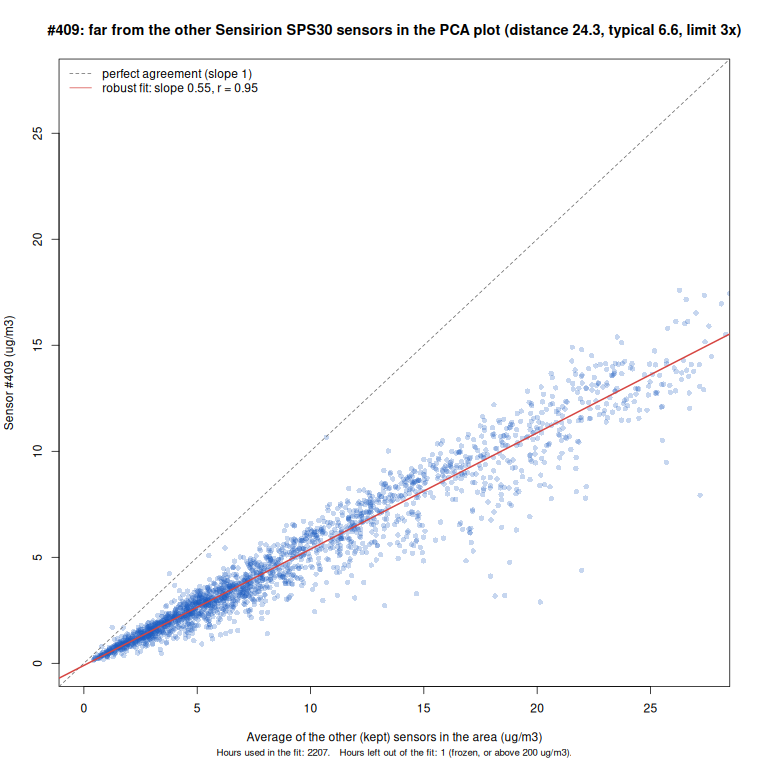 #409: far from the other Sensirion SPS30 sensors in the PCA plot (distance 24.3, typical 6.6, limit 3x)
perfect agreement (slope 1)
robust fit: slope 0.55, r = 0.95
25
20
15
10
5
0
Sensor #409 (ug/m3)
0 5 10 15 20 25
Average of the other (kept) sensors in the area (ug/m3)
Hours used in the fit: 2207. Hours left out of the fit: 1 (frozen, or above 200 ug/m3).